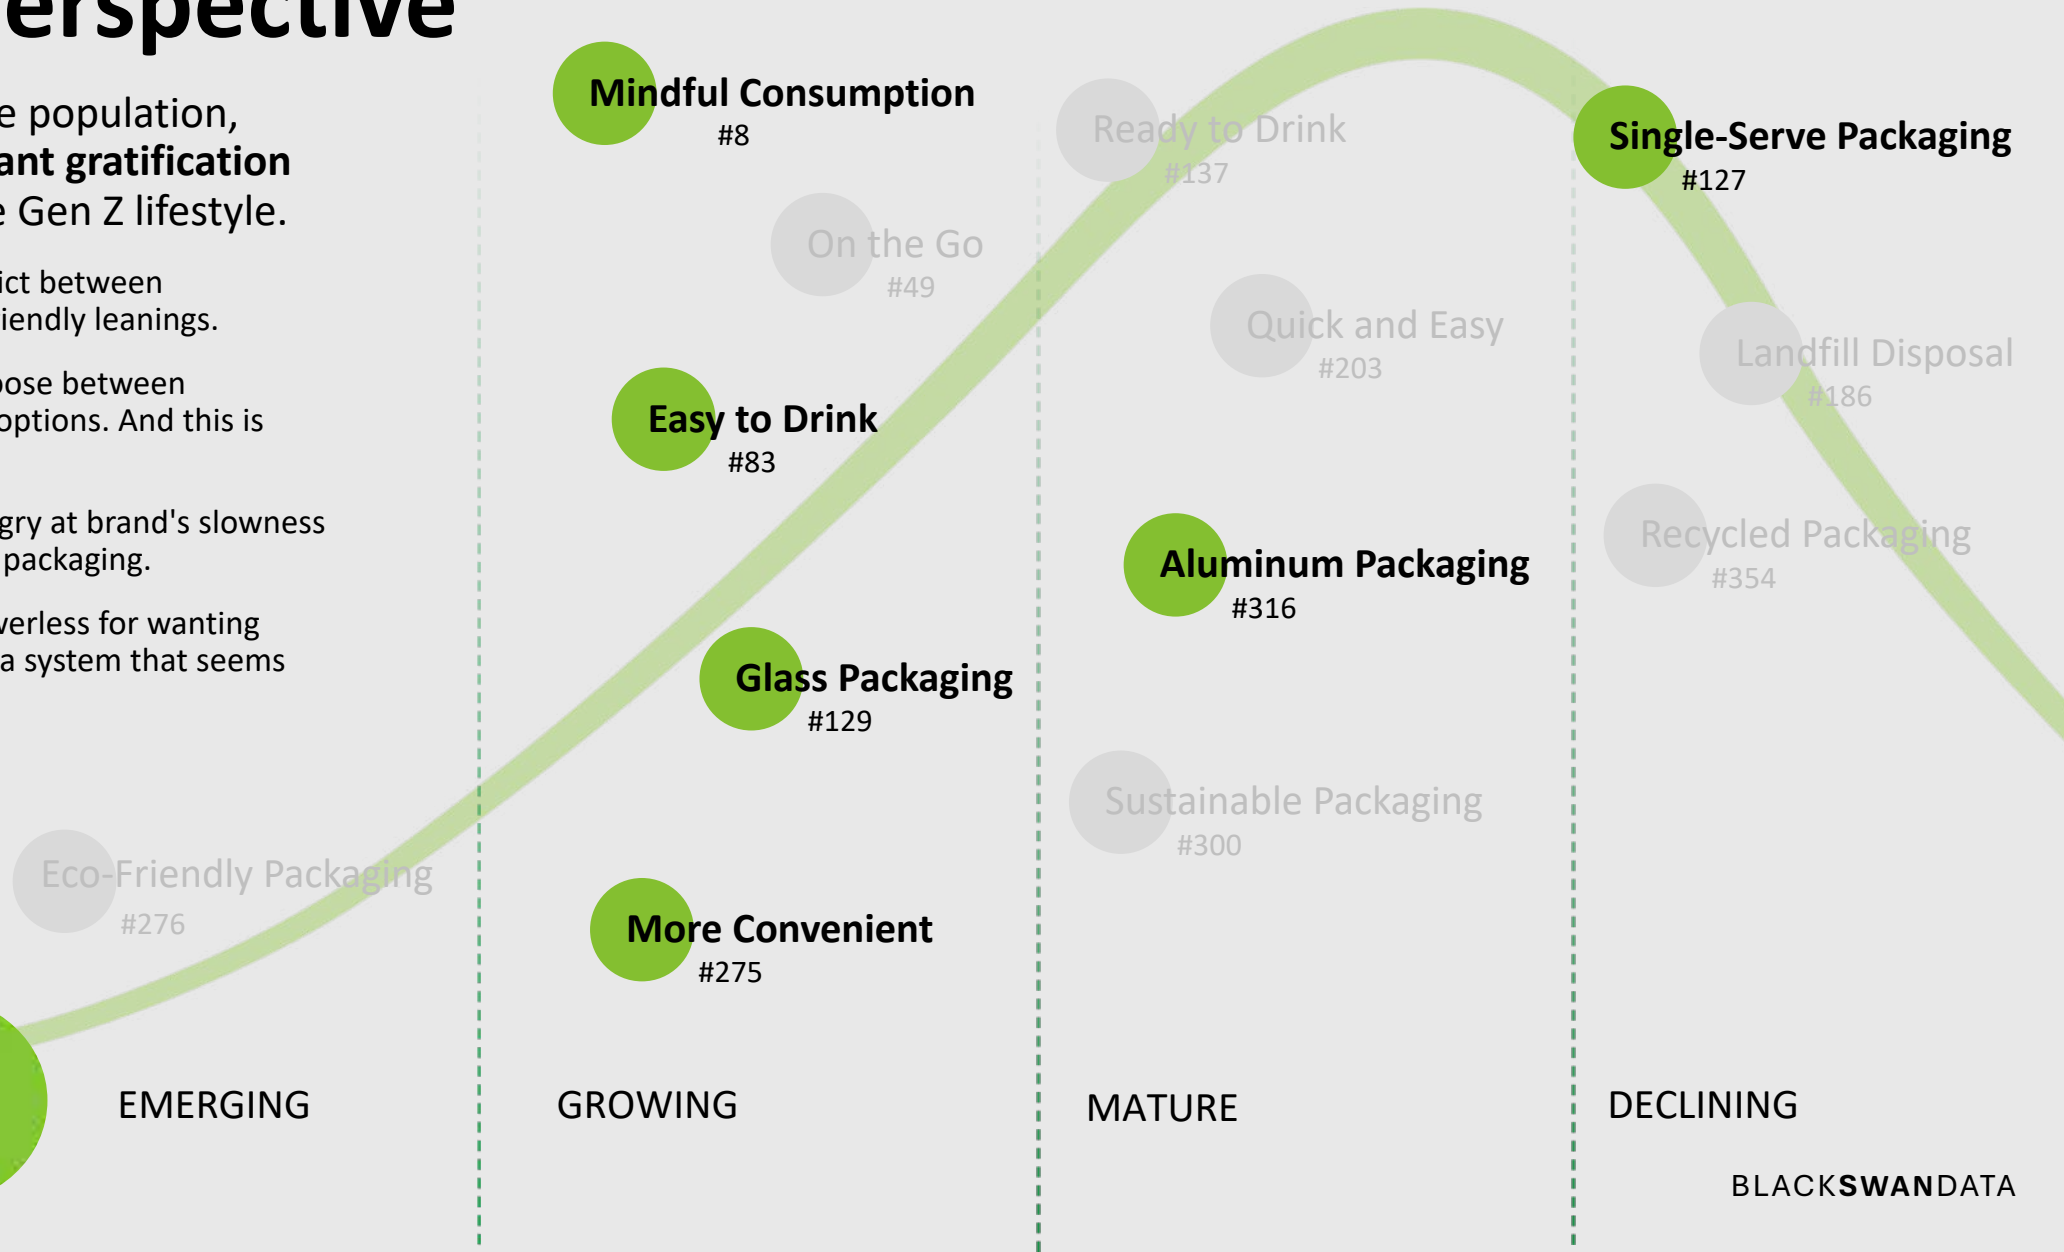 erspective
e population,
ant gratification
e Gen Z lifestyle.
ict between
riendly leanings.
oose between
options. And this is
gry at brand's slowness
packaging.
verless for wanting
a system that seems
Eco-Friendly Packaging
#276
EMERGING
Mindful Consumption
#8
On the Go
#49
Easy to Drink
#83
Glass Packaging
#129
More Convenient
#275
GROWING
Ready to Drink
#137
Quick and Easy
#203
Aluminum Packaging
#316
Sustainable Packaging
#300
MATURE
Single-Serve Packaging
#127
Landfill Disposal
#186
Recycled Packaging
#354
DECLINING
BLACKSWANDATA